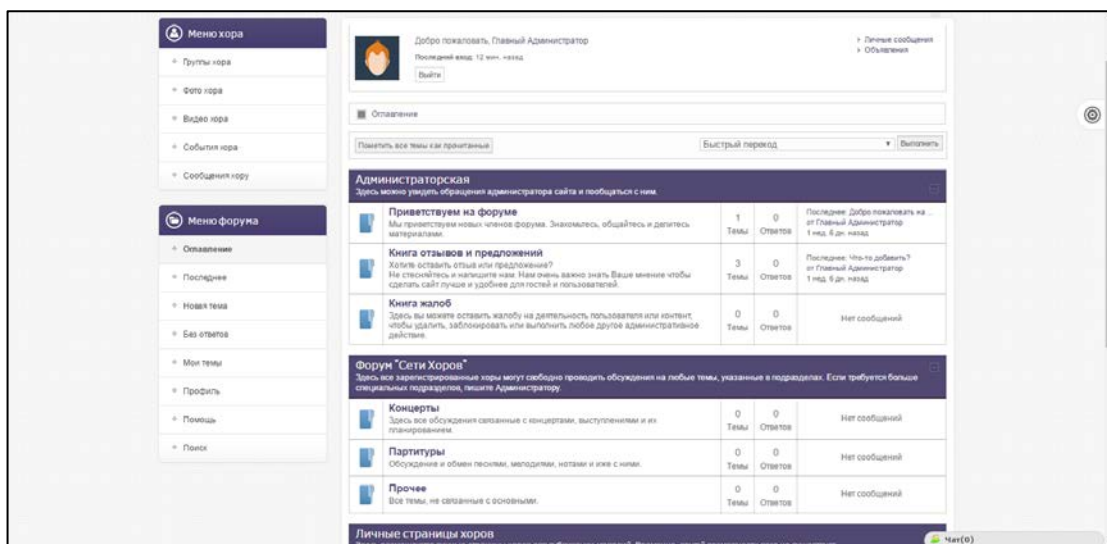 Меню хора
Группы хора
Фото хора
Видео хора
События хора
Сообщения хору
Меню форума
Оглавление
Последнее
Новая тема
Без ответов
Мои темы
Профиль
Помощь
Поиск
Добро пожаловать, Главный Администратор
Последний вход: 12 мин. назад
Выйти
Личные сообщения
Объявления
Оглавление
Пометить все темы как прочитанные
Быстрый переход
Выполнить
Администраторская
Здесь можно увидеть обращения администратора сайта и пообщаться с ним.
Приветствуем на форуме
Мы приветствуем новых членов форума. Знакомьтесь, общайтесь и делитесь
материалами.
1 0
Темы Ответов
Последнее: Добро пожаловать на ...
от Главный Администратор
1 нед. 6 дн. назад
Книга отзывов и предложений
Хотите оставить отзыв или предложение?
Не стесняйтесь и напишите нам. Нам очень важно знать Ваше мнение чтобы
сделать сайт лучше и удобнее для гостей и пользователей.
3 0
Темы Ответов
Последнее: Что-то добавить?
от Главный Администратор
1 нед. 6 дн. назад
Книга жалоб
Здесь вы можете оставить жалобу на деятельность пользователя или контент,
чтобы удалить, заблокировать или выполнить любое другое административное
действие.
0 0
Темы Ответов
Нет сообщений
Форум "Сети Хоров"
Здесь все зарегистрированные хоры могут свободно проводить обсуждения на любые темы, указанные в подразделах. Если требуется больше
специальных подразделов, пишите Администратору.
Концерты
Здесь все обсуждения связанные с концертами, выступлениями и их
планированием.
0 0
Темы Ответов
Нет сообщений
Партитуры
Обсуждение и обмен песнями, мелодиями, нотами и иже с ними.
0 0
Темы Ответов
Нет сообщений
Прочее
Все темы, не связанные с основными.
0 0
Темы Ответов
Нет сообщений
Личные страницы хоров
Чат(0)